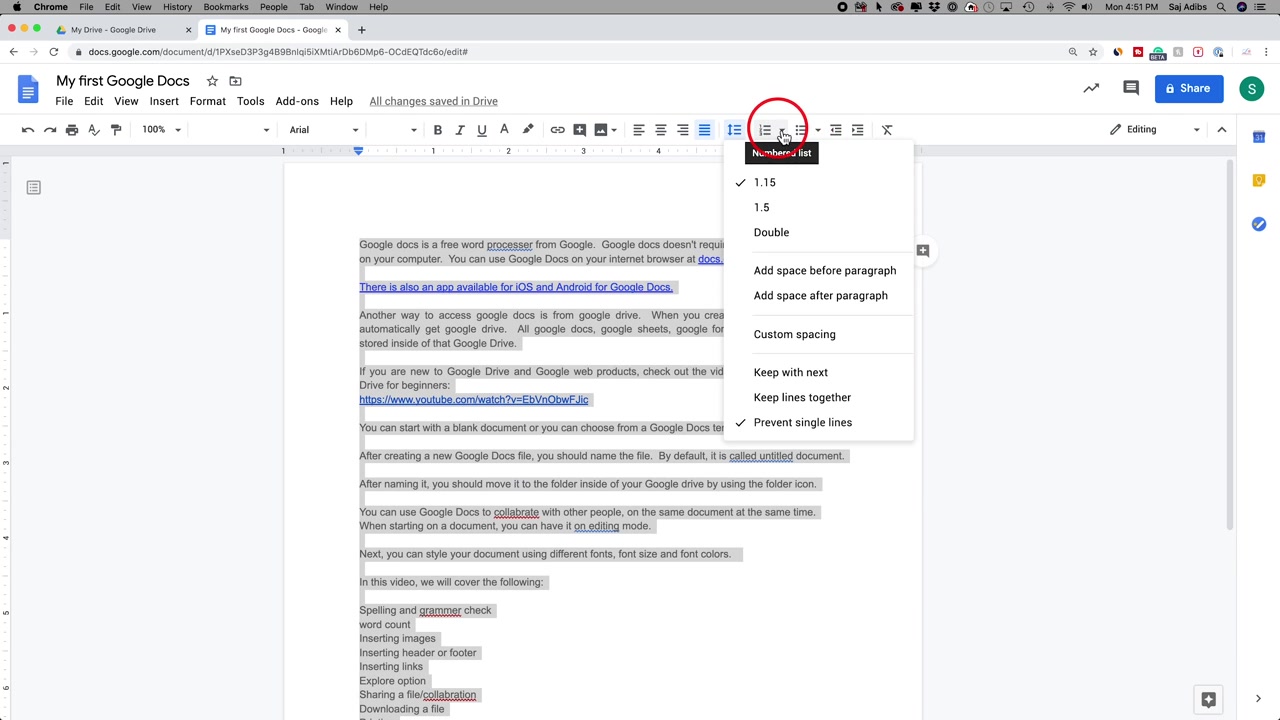 Chrome File Edit View History Bookmarks People Tab Window Help Mon 4:51 PM Saj Adibs
My Drive - Google Drive
My first Google Docs - Google
docs.google.com/document/d/1PXseD3P3g4B9BnIqi5iXMtiArDb6DMp6-OCdEQTdc6o/edit#
BETA
My first Google Docs
File Edit View Insert Format Tools Add-ons Help All changes saved in Drive
Share
S
100% Arial Editing
Numbered list
1 1 2 3 4
1.15
1.5
Double
Add space before paragraph
Add space after paragraph
Custom spacing
Keep with next
Keep lines together
Prevent single lines
Google docs is a free word processer from Google. Google docs doesn't
on your computer. You can use Google Docs on your internet browser at docs.
There is also an app available for iOS and Android for Google Docs.
Another way to access google docs is from google drive. When you
automatically get google drive. All google docs, google sheets, google
stored inside of that Google Drive.
If you are new to Google Drive and Google web products, check out the
Drive for beginners:
https://www.youtube.com/watch?v=EbVnObwFJic
You can start with a blank document or you can choose from a Google Docs
After creating a new Google Docs file, you should name the file. By default, it is called untitled document.
After naming it, you should move it to the folder inside of your Google drive by using the folder icon.
You can use Google Docs to collabrate with other people, on the same document at the same time.
When starting on a document, you can have it on editing mode.
Next, you can style your document using different fonts, font size and font colors.
In this video, we will cover the following:
Spelling and grammer check
word count
Inserting images
Inserting header or footer
Inserting links
Explore option
Sharing a file/collabration
Downloading a file